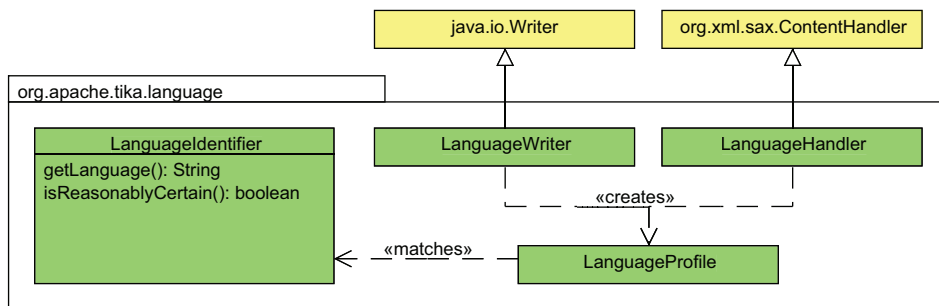 java.io.Writer
org.xml.sax.ContentHandler
org.apache.tika.language
LanguageIdentifier
getLanguage(): String
isReasonablyCertain(): boolean
LanguageWriter
LanguageHandler
«creates»
«matches»
LanguageProfile